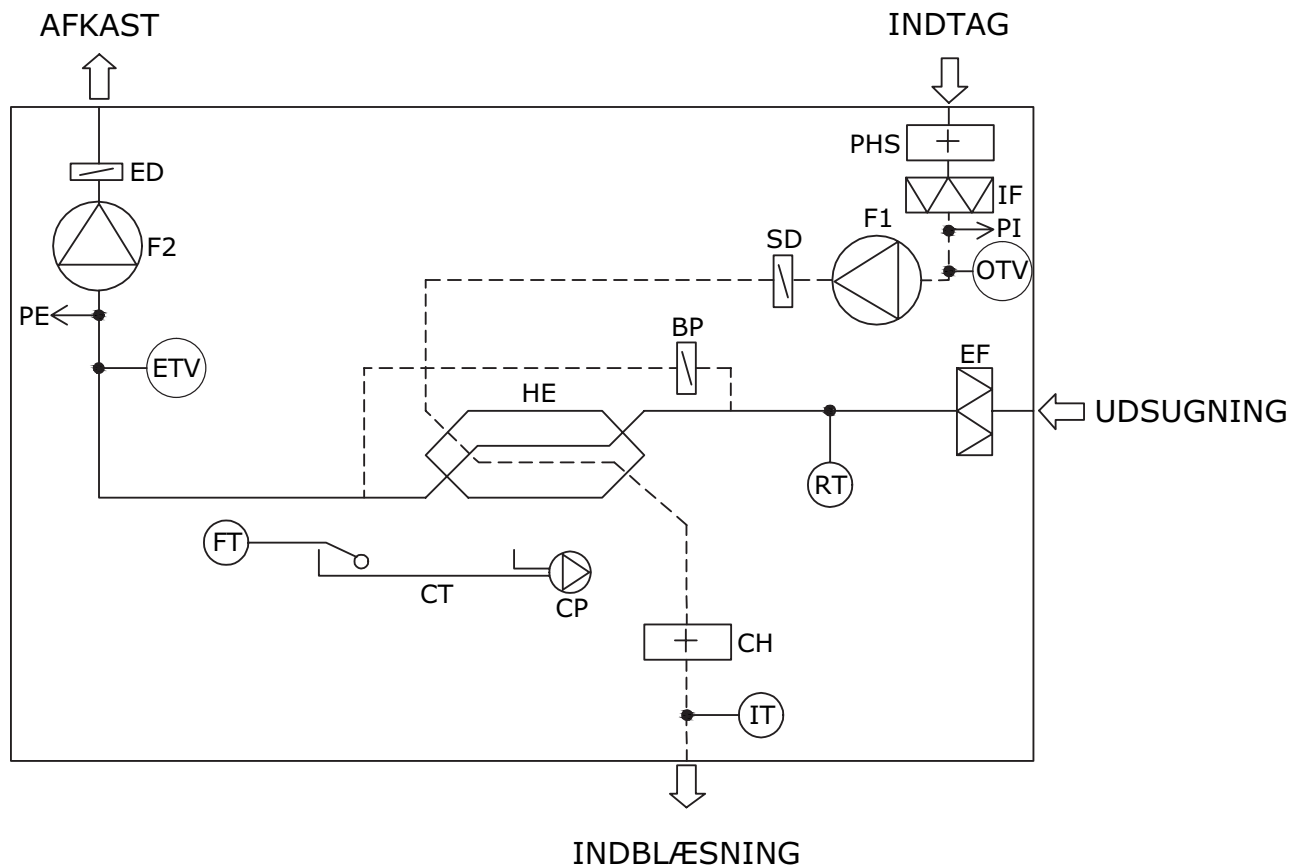 AFKAST
INDTAG
PHS
ED
IF
F1
PI
F2
SD
OTV
PE
BP
ETV
EF
HE
UDSUGNING
RT
FT
CT
CP
CH
IT
INDBLÆSNING